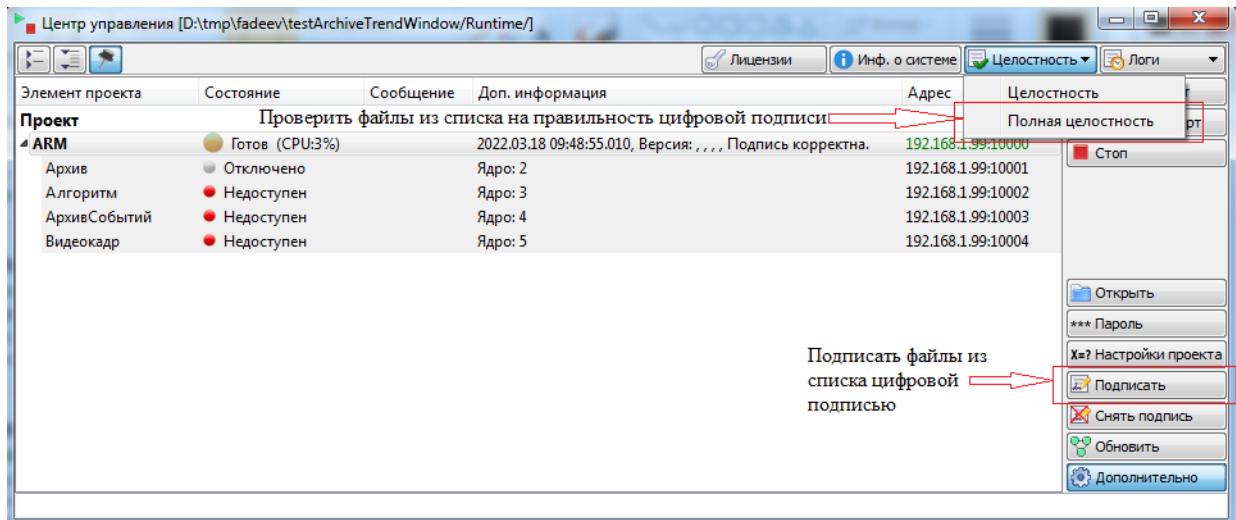 Центр управления [D:\tmp\fadeev\testArchiveTrendWindow/Runtime/]
Лицензии Инф. о системе Целостность Логи
Элемент проекта Состояние Сообщение Доп. информация Адрес Целостность
Проект Проверить файлы из списка на правильность цифровой подписи Полная целостность
ARM Готов (CPU:3%) 2022.03.18 09:48:55.010, Версия: , , , , Подпись корректна. 192.168.1.99:10000 Стоп
Архив Отключено Ядро: 2 192.168.1.99:10001
Алгоритм Недоступен Ядро: 3 192.168.1.99:10002
АрхивСобытий Недоступен Ядро: 4 192.168.1.99:10003
Видеокадр Недоступен Ядро: 5 192.168.1.99:10004
Открыть
*** Пароль
X=? Настройки проекта
Подписать файлы из
списка цифровой
подписью
Подписать
Снять подпись
Обновить
Дополнительно